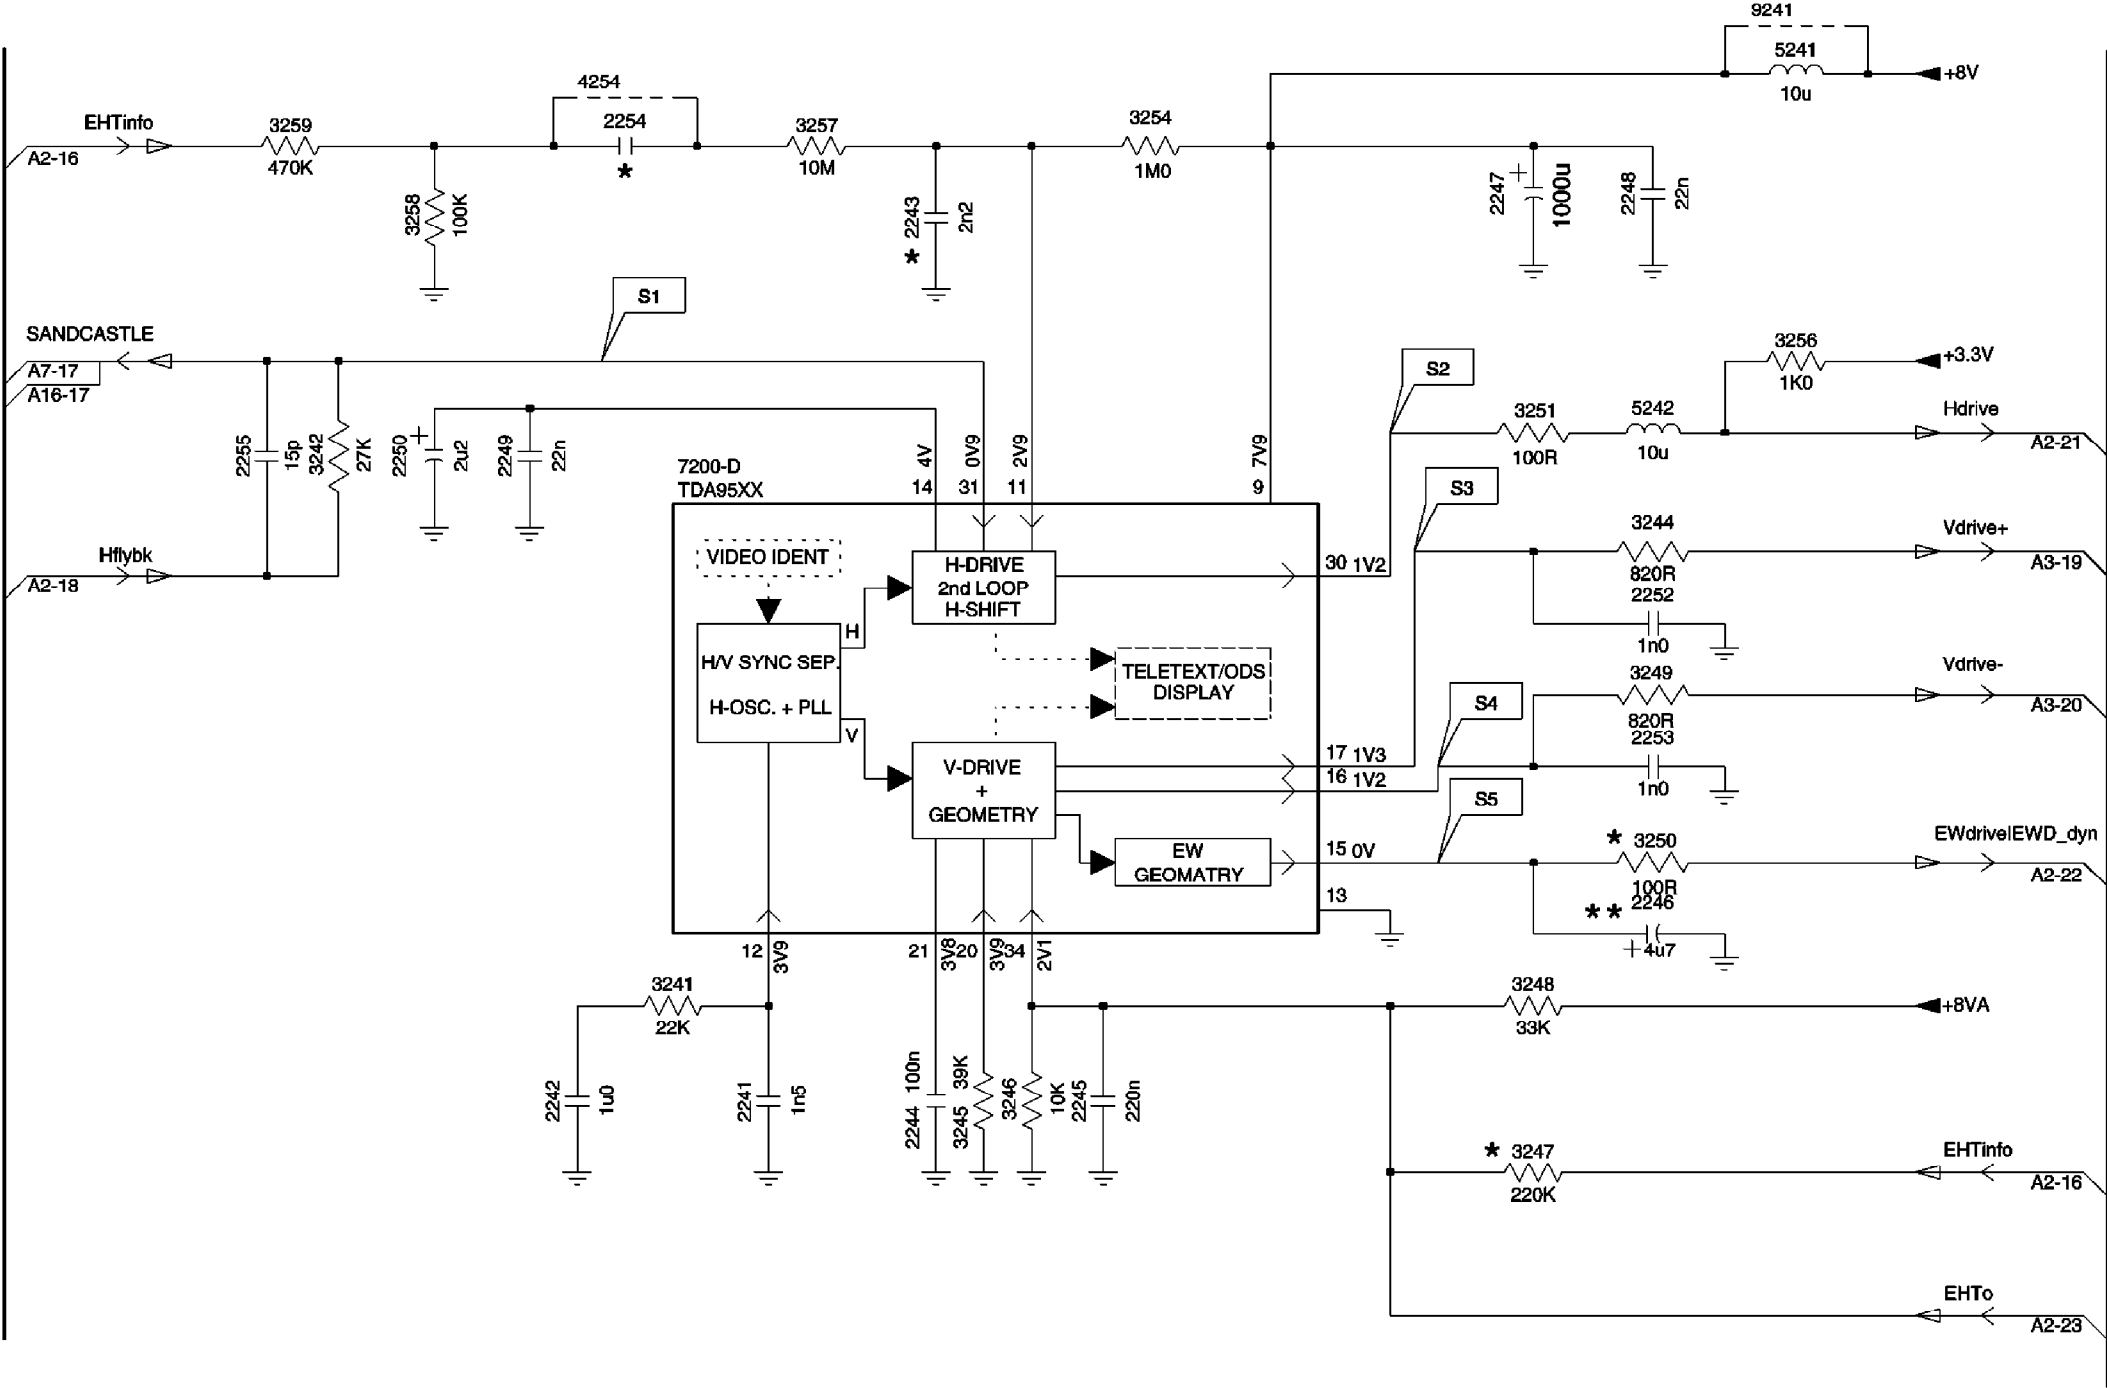 9241
5241
10u
+8V
4254
EHTinfo
A2-16
3259
470K
2254
*
3257
10M
3254
1M0
3258
100K
2243
2n2
*
2247
+
1000u
2248
22n
S1
SANDCASTLE
A7-17
A16-17
2255
15p
3242
27K
2250
+
2u2
2249
22n
Hflybk
A2-18
S2
3256
1K0
+3.3V
3251
100R
5242
10u
Hdrive
A2-21
7200-D
TDA95XX
4V
14
0V9
31
2V9
11
7V9
9
S3
3244
820R
Vdrive+
A3-19
2252
1n0
VIDEO IDENT
H-DRIVE
2nd LOOP
H-SHIFT
30 1V2
H
H/V SYNC SEP.
H-OSC. + PLL
V
TELETEXT/ODS
DISPLAY
S4
3249
820R
Vdrive-
A3-20
2253
1n0
V-DRIVE
+
GEOMETRY
17 1V3
16 1V2
EW
GEOMATRY
15 0V
13
S5
* 3250
100R
EWdrive|EWD_dyn
A2-22
* * 2246
+ 4u7
12
3V9
21
3V8
20
3V9
34
2V1
3241
22K
2242
1u0
2241
1n5
2244
100n
3245
39K
3246
10K
2245
220n
3248
33K
+8VA
* 3247
220K
EHTinfo
A2-16
EHTo
A2-23